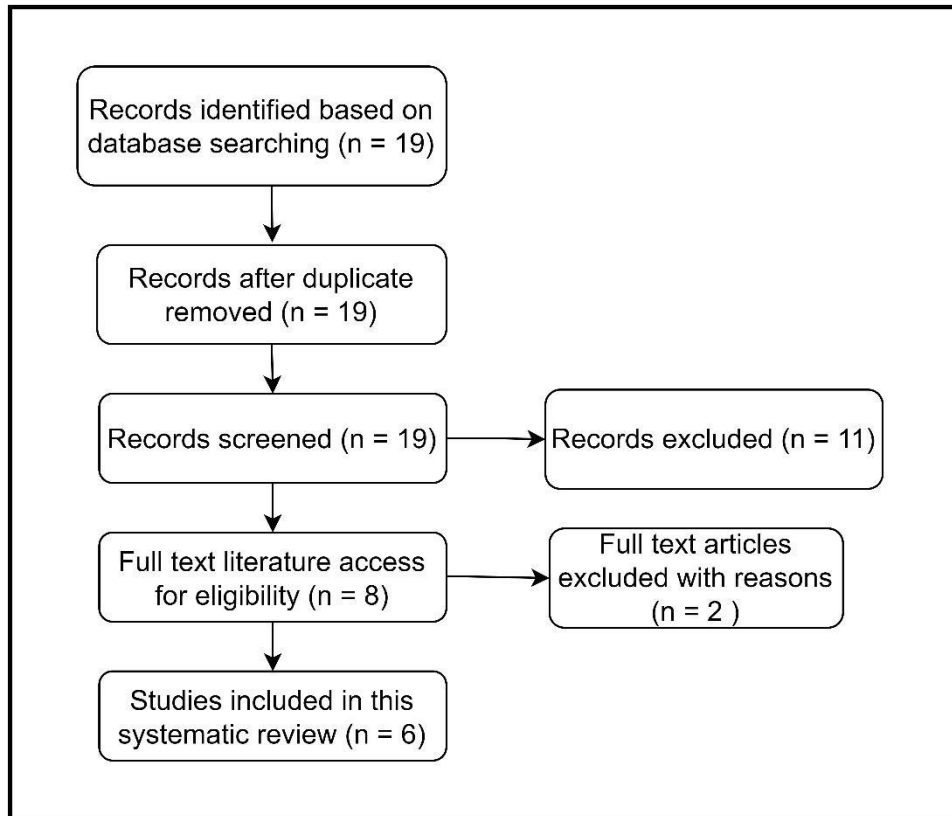 Records identified based on
database searching (n = 19)
Records after duplicate
removed (n = 19)
Records screened (n = 19)
Records excluded (n = 11)
Full text literature access
for eligibility (n = 8)
Full text articles
excluded with reasons
(n = 2 )
Studies included in this
systematic review (n = 6)